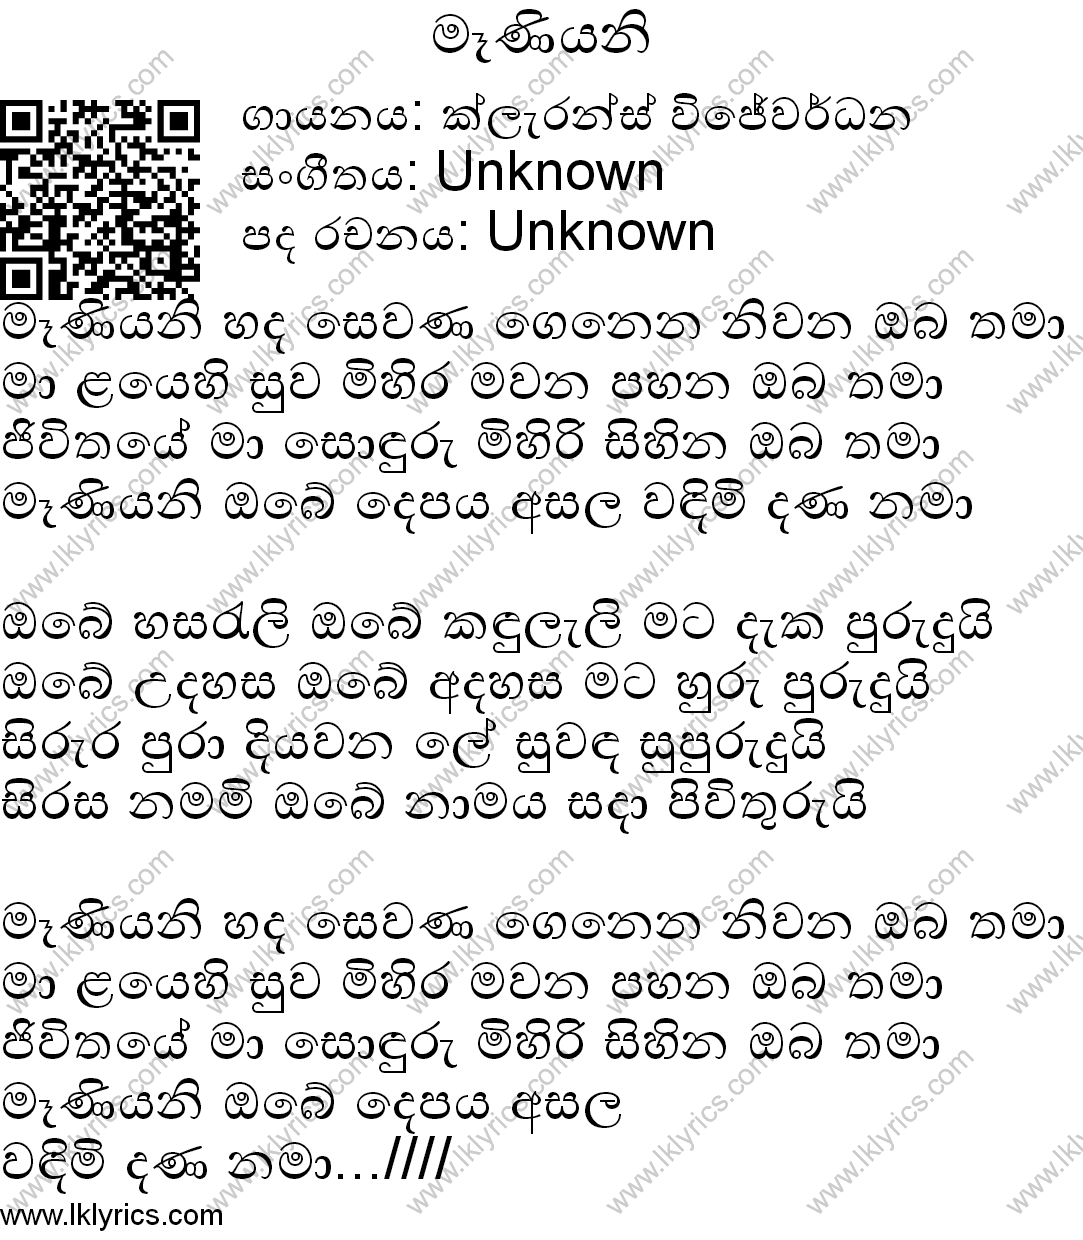 මෑණියනි
ගායනය: ක්ලැරන්ස් විජේවර්ධන
සංගීතය: Unknown
පද රචනය: Unknown
මෑණියනි හද සෙවණ ගෙනෙන නිවන ඔබ තමා
මා ළයෙහි සුව මිහිර මවන පහන ඔබ තමා
ජිවිතයේ මා සොඳුරු මිහිරි සිහින ඔබ තමා
මෑණියනි ඔබේ දෙපය අසල වඳිමි දණ නමා
ඔබේ හසරැලි ඔබේ කඳුලැලි මට දැක පුරුදුයි
ඔබේ උදහස ඔබේ අදහස මට හුරු පුරුදුයි
සිරුර පුරා දියවන ලේ සුවඳ සුපුරුදුයි
සිරස නමමි ඔබේ නාමය සදා පිවිතුරුයි
මෑණියනි හද සෙවණ ගෙනෙන නිවන ඔබ තමා
මා ළයෙහි සුව මිහිර මවන පහන ඔබ තමා
ජිවිතයේ මා සොඳුරු මිහිරි සිහින ඔබ තමා
මෑණියනි ඔබේ දෙපය අසල
වඳිමි දණ නමා...////
www.lklyrics.com